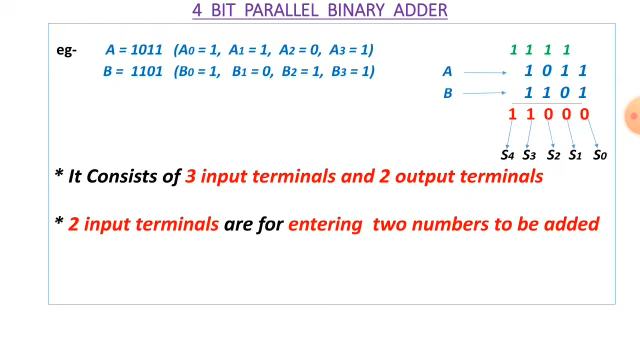 4 BIT PARALLEL BINARY ADDER
eg- A = 1011 (A0 = 1, A1 = 1, A2 = 0, A3 = 1)
B = 1101 (B0 = 1, B1 = 0, B2 = 1, B3 = 1)
1 1 1 1
A 1 0 1 1
B 1 1 0 1
1 1 0 0 0
S4 S3 S2 S1 S0
* It Consists of 3 input terminals and 2 output terminals
* 2 input terminals are for entering two numbers to be added